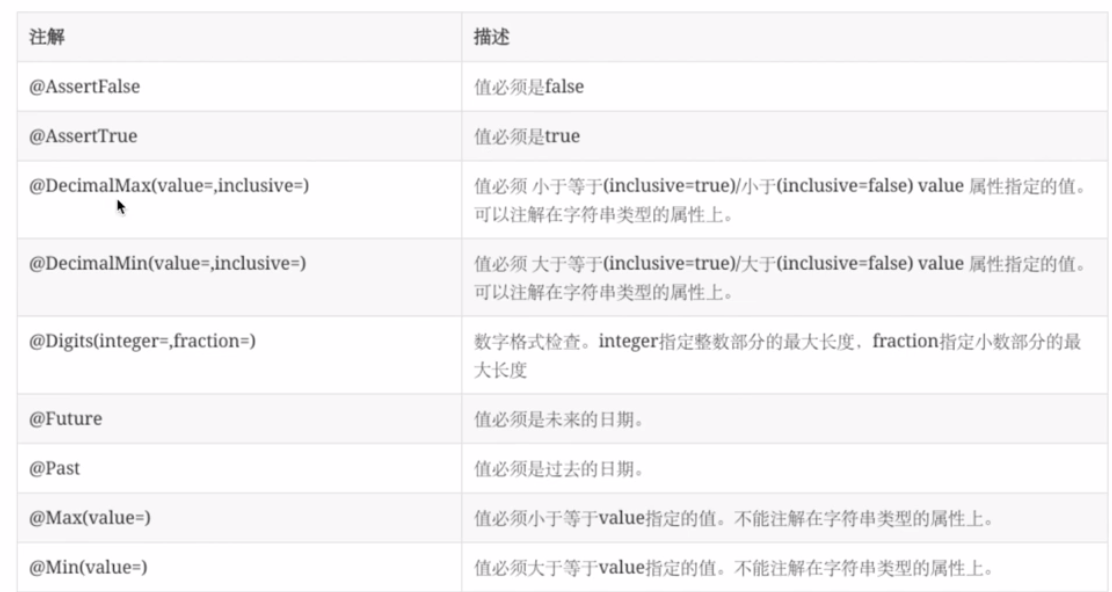 注解 描述
@AssertFalse 值必须是false
@AssertTrue 值必须是true
@DecimalMax(value=,inclusive=) 值必须 小于等于(inclusive=true)/小于(inclusive=false) value 属性指定的值。
可以注解在字符串类型的属性上。
@DecimalMin(value=,inclusive=) 值必须 大于等于(inclusive=true)/大于(inclusive=false) value 属性指定的值。
可以注解在字符串类型的属性上。
@Digits(integer=,fraction=) 数字格式检查。integer指定整数部分的最大长度，fraction指定小数部分的最
大长度
@Future 值必须是未来的日期。
@Past 值必须是过去的日期。
@Max(value=) 值必须小于等于value指定的值。不能注解在字符串类型的属性上。
@Min(value=) 值必须大于等于value指定的值。不能注解在字符串类型的属性上。